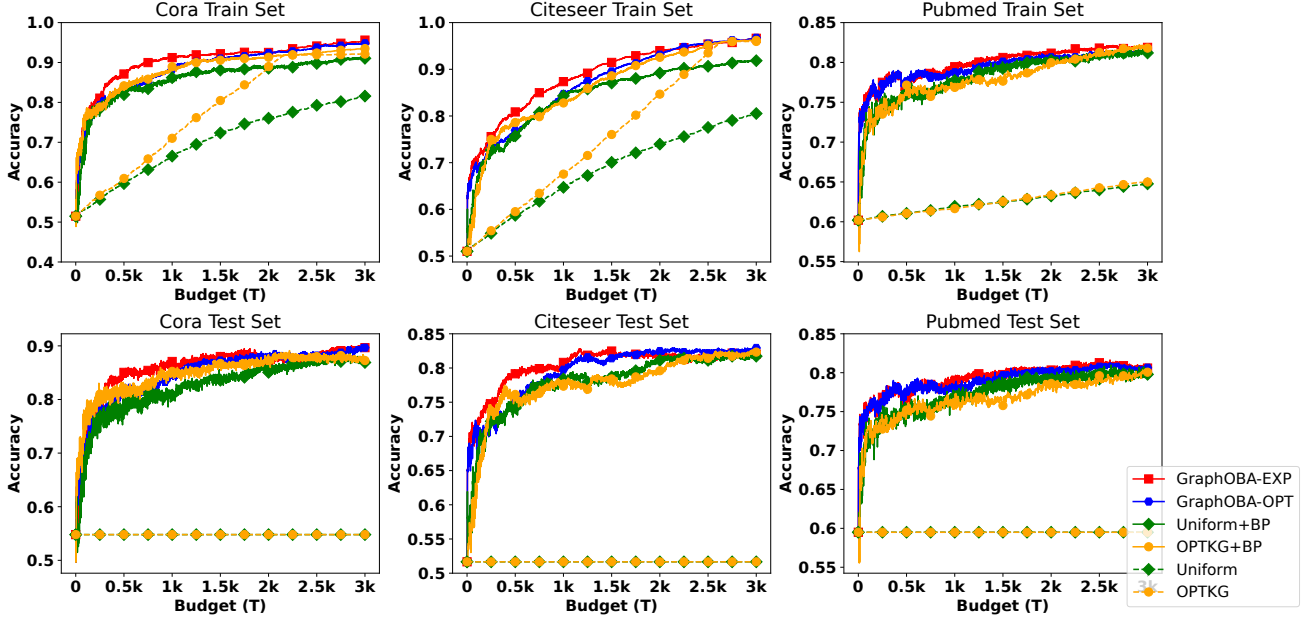 Cora Train Set
Citeseer Train Set
Pubmed Train Set
Accuracy
1.0
0.9
0.8
0.7
0.6
0.5
0.4
0 0.5k 1k 1.5k 2k 2.5k 3k
Budget (T)
Accuracy
1.0
0.9
0.8
0.7
0.6
0.5
0 0.5k 1k 1.5k 2k 2.5k 3k
Budget (T)
Accuracy
0.85
0.80
0.75
0.70
0.65
0.60
0.55
0 0.5k 1k 1.5k 2k 2.5k 3k
Budget (T)
Cora Test Set
Citeseer Test Set
Pubmed Test Set
Accuracy
0.9
0.8
0.7
0.6
0.5
0 0.5k 1k 1.5k 2k 2.5k 3k
Budget (T)
Accuracy
0.85
0.8
0.75
0.7
0.65
0.6
0.55
0.5
0 0.5k 1k 1.5k 2k 2.5k 3k
Budget (T)
Accuracy
0.85
0.8
0.75
0.7
0.65
0.6
0.55
0 0.5k 1k 1.5k 2k 2.5k 3k
Budget (T)
GraphOBA-EXP
GraphOBA-OPT
Uniform+BP
OPTKG+BP
Uniform
OPTKG